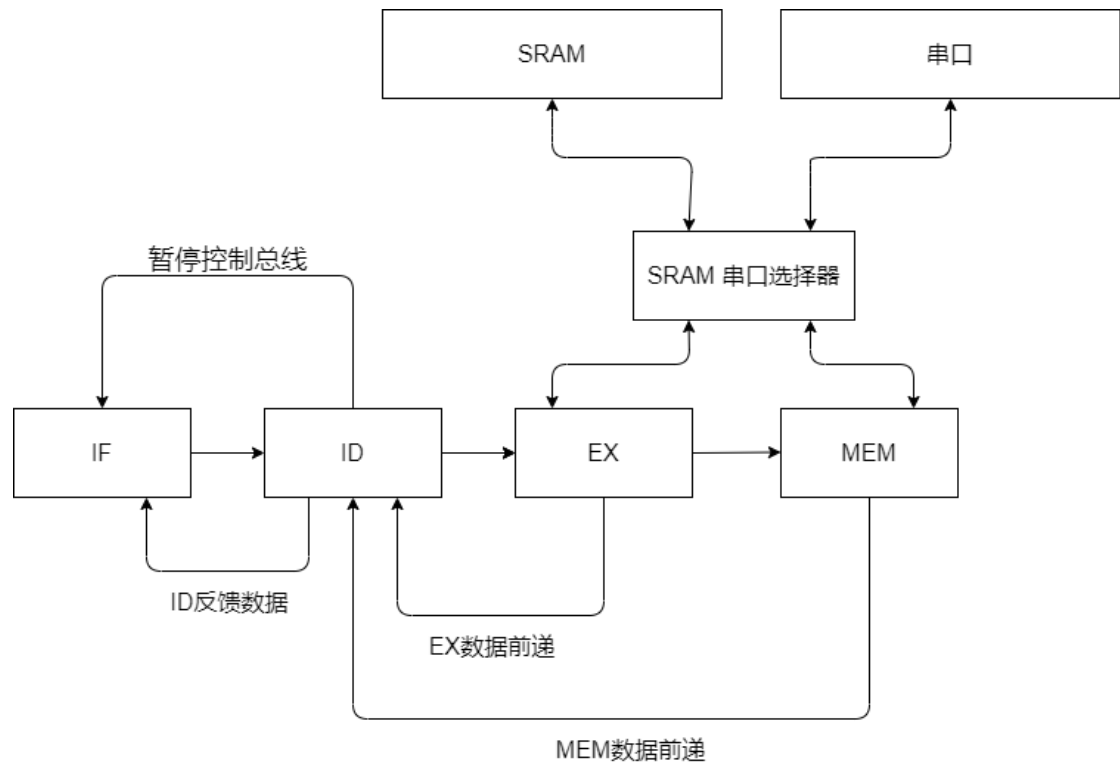 SRAM
串口
暂停控制总线
SRAM 串口选择器
IF
ID
EX
MEM
ID反馈数据
EX数据前递
MEM数据前递